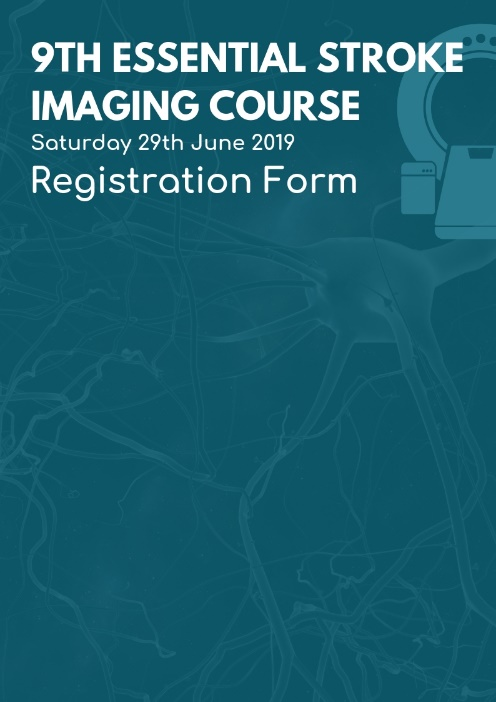 9TH ESSENTIAL STROKE
IMAGING COURSE
Saturday 29th June 2019
Registration Form